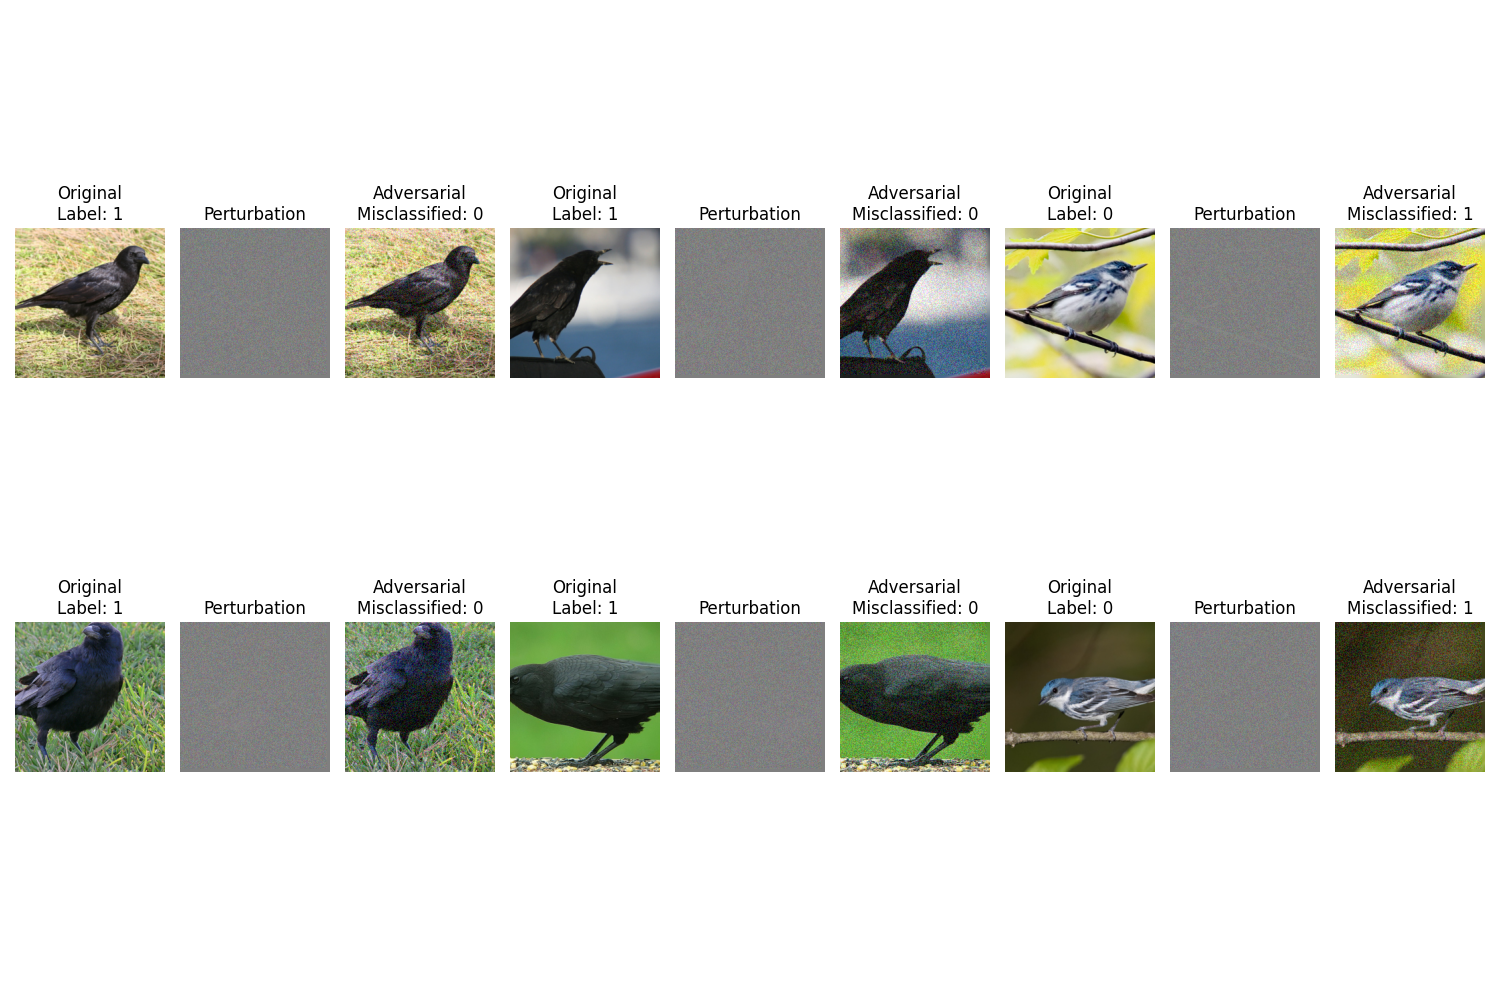 Original
Label: 1
Perturbation
Adversarial
Misclassified: 0
Original
Label: 1
Perturbation
Adversarial
Misclassified: 0
Original
Label: 0
Perturbation
Adversarial
Misclassified: 1
Original
Label: 1
Perturbation
Adversarial
Misclassified: 0
Original
Label: 1
Perturbation
Adversarial
Misclassified: 0
Original
Label: 0
Perturbation
Adversarial
Misclassified: 1